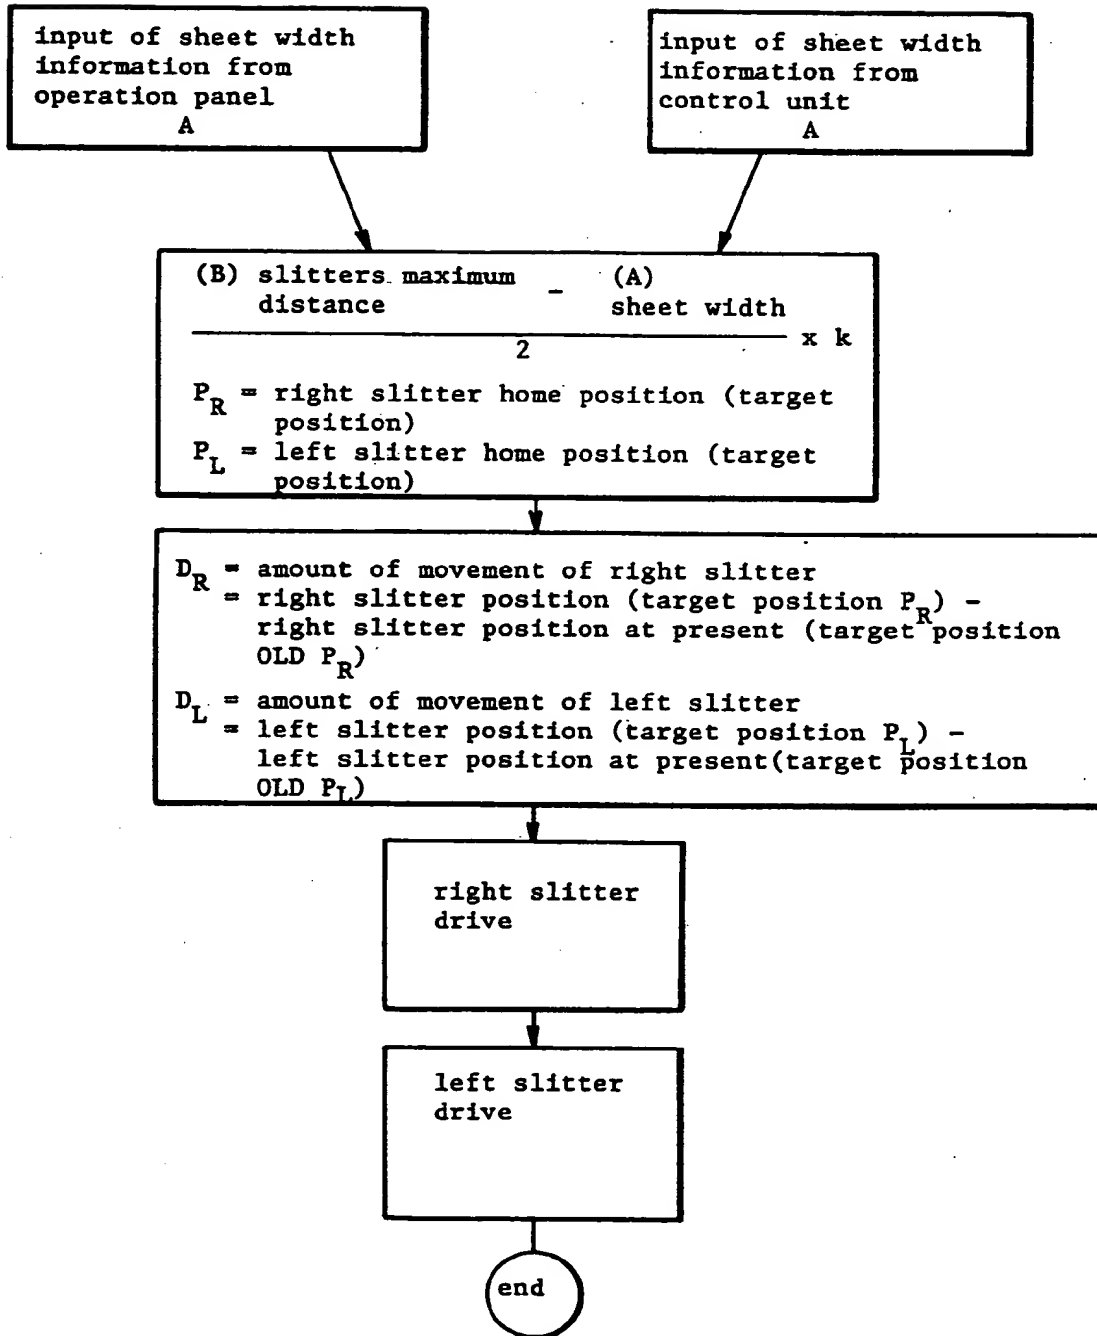 input of sheet width
information from
operation panel
A
input of sheet width
information from
control unit
A
(B) slitters maximum distance - (A) sheet width
2
x k
P_R = right slitter home position (target
position)
P_L = left slitter home position (target
position)
D_R = amount of movement of right slitter
= right slitter position (target position P_R) -
right slitter position at present (target position
OLD P_R)
D_L = amount of movement of left slitter
= left slitter position (target position P_L) -
left slitter position at present(target position
OLD P_L)
right slitter
drive
left slitter
drive
end